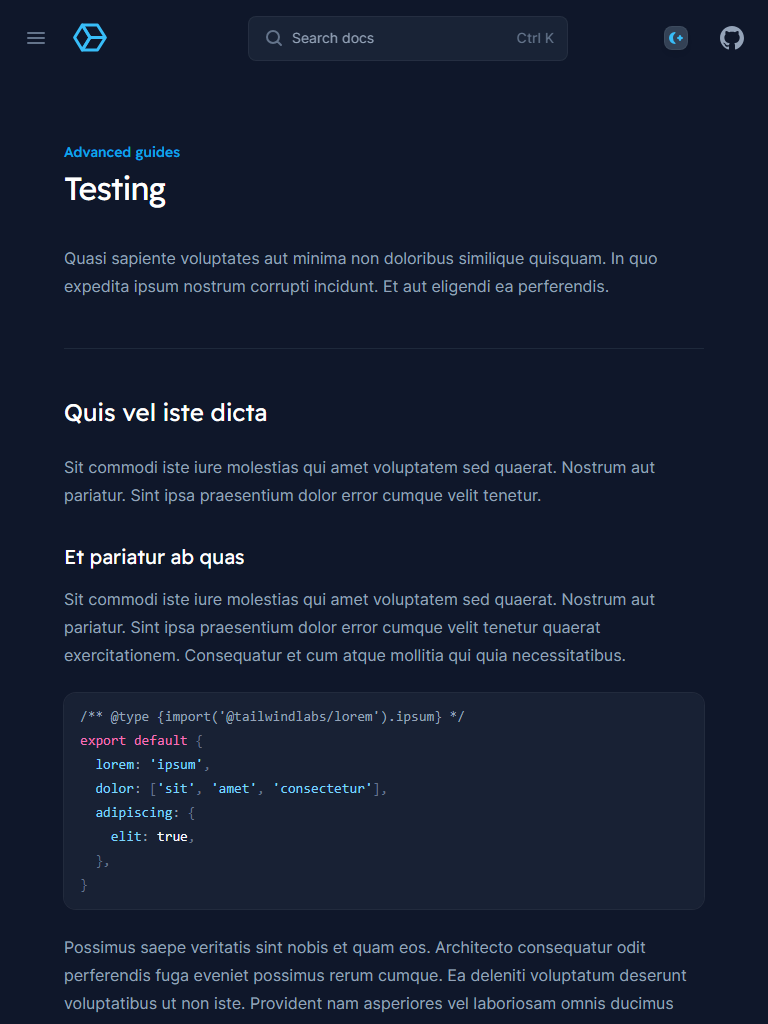 Search docs
Ctrl K
Advanced guides
Testing
Quasi sapiente voluptates aut minima non doloribus similique quisquam. In quo
expedita ipsum nostrum corrupti incidunt. Et aut eligendi ea perferendis.
Quis vel iste dicta
Sit commodi iste iure molestias qui amet voluptatem sed quaerat. Nostrum aut
pariatur. Sint ipsa praesentium dolor error cumque velit tenetur.
Et pariatur ab quas
Sit commodi iste iure molestias qui amet voluptatem sed quaerat. Nostrum aut
pariatur. Sint ipsa praesentium dolor error cumque velit tenetur quaerat
exercitationem. Consequatur et cum atque mollitia qui quia necessitatibus.
/** @type {import('@tailwindlabs/lorem').ipsum} */
export default {
  lorem: 'ipsum',
  dolor: ['sit', 'amet', 'consectetur'],
  adipiscing: {
    elit: true,
  },
}
Possimus saepe veritatis sint nobis et quam eos. Architecto consequatur odit
perferendis fuga eveniet possimus rerum cumque. Ea deleniti voluptatum deserunt
voluptatibus ut non iste. Provident nam asperiores vel laboriosam omnis ducimus